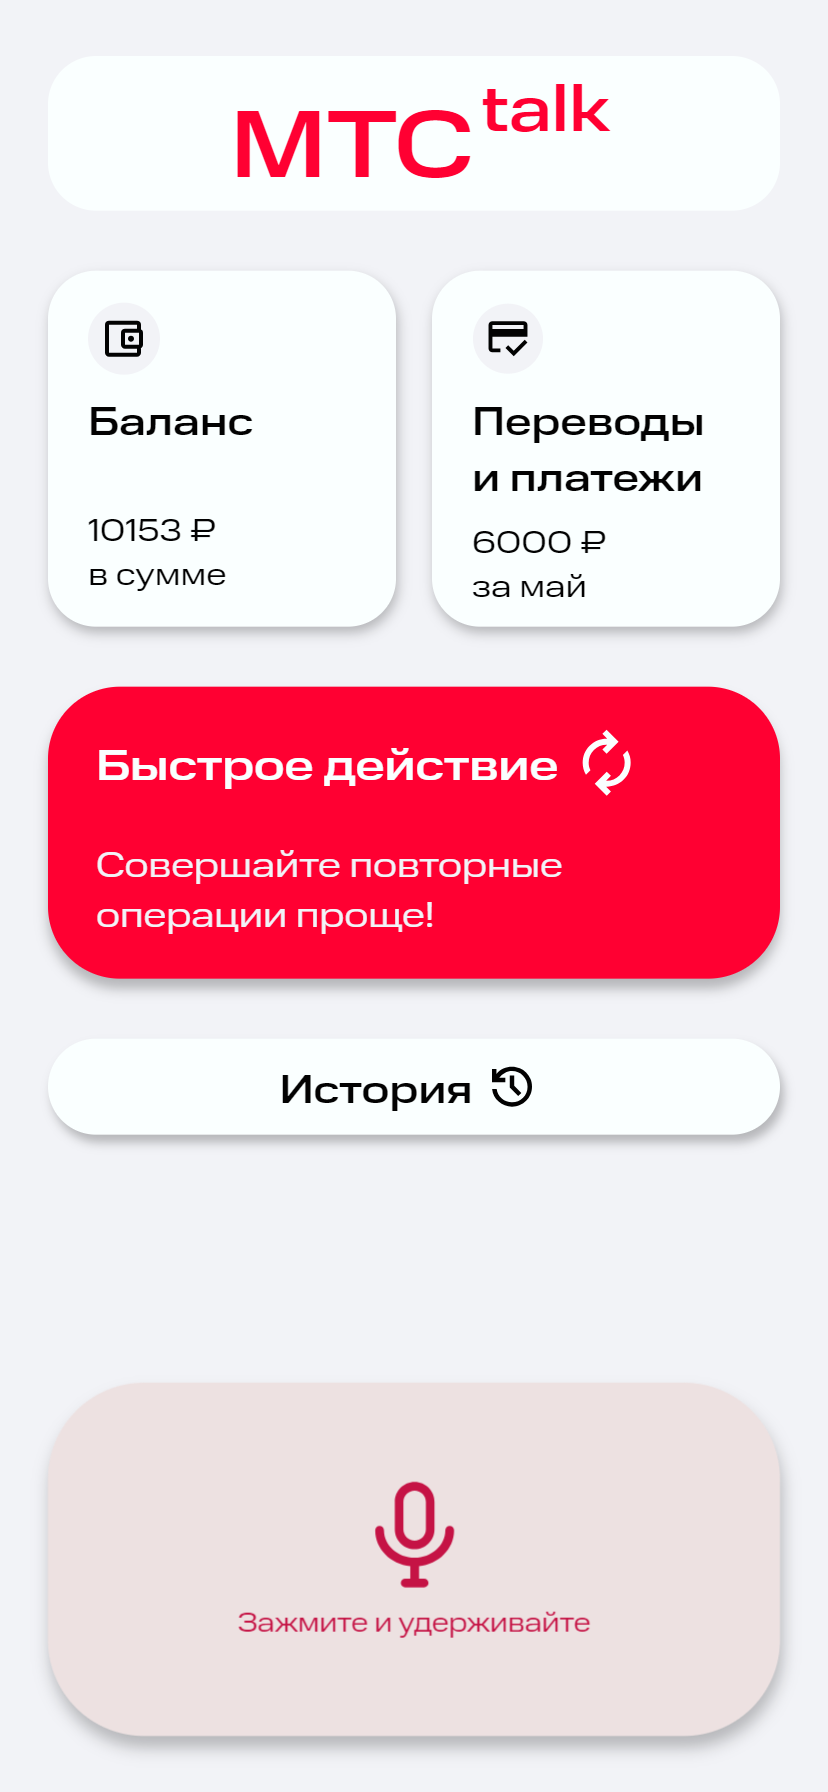 МТС talk
Баланс
10153 ₽
в сумме
Переводы
и платежи
6000 ₽
за май
Быстрое действие
Совершайте повторные
операции проще!
История
Зажмите и удерживайте